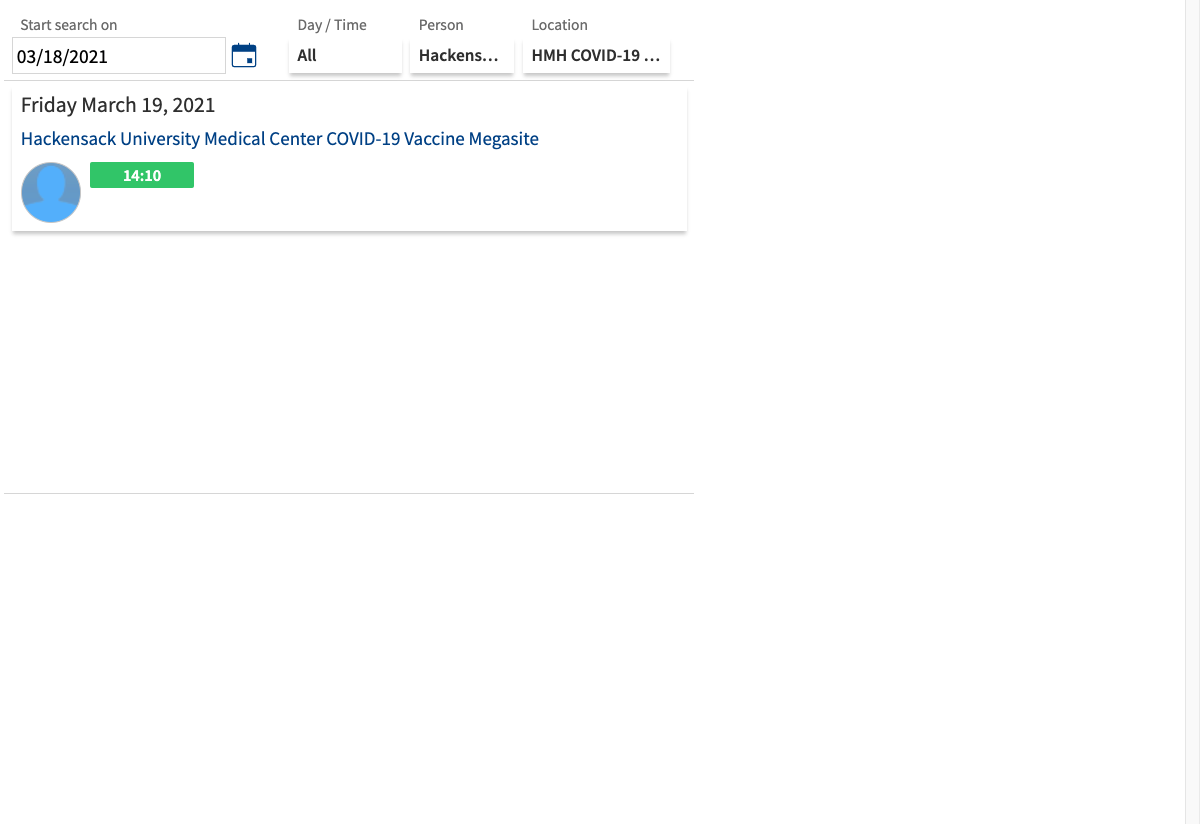 Start search on Day / Time Person Location
03/18/2021 All Hackens... HMH COVID-19 ...
Friday March 19, 2021
Hackensack University Medical Center COVID-19 Vaccine Megasite
14:10